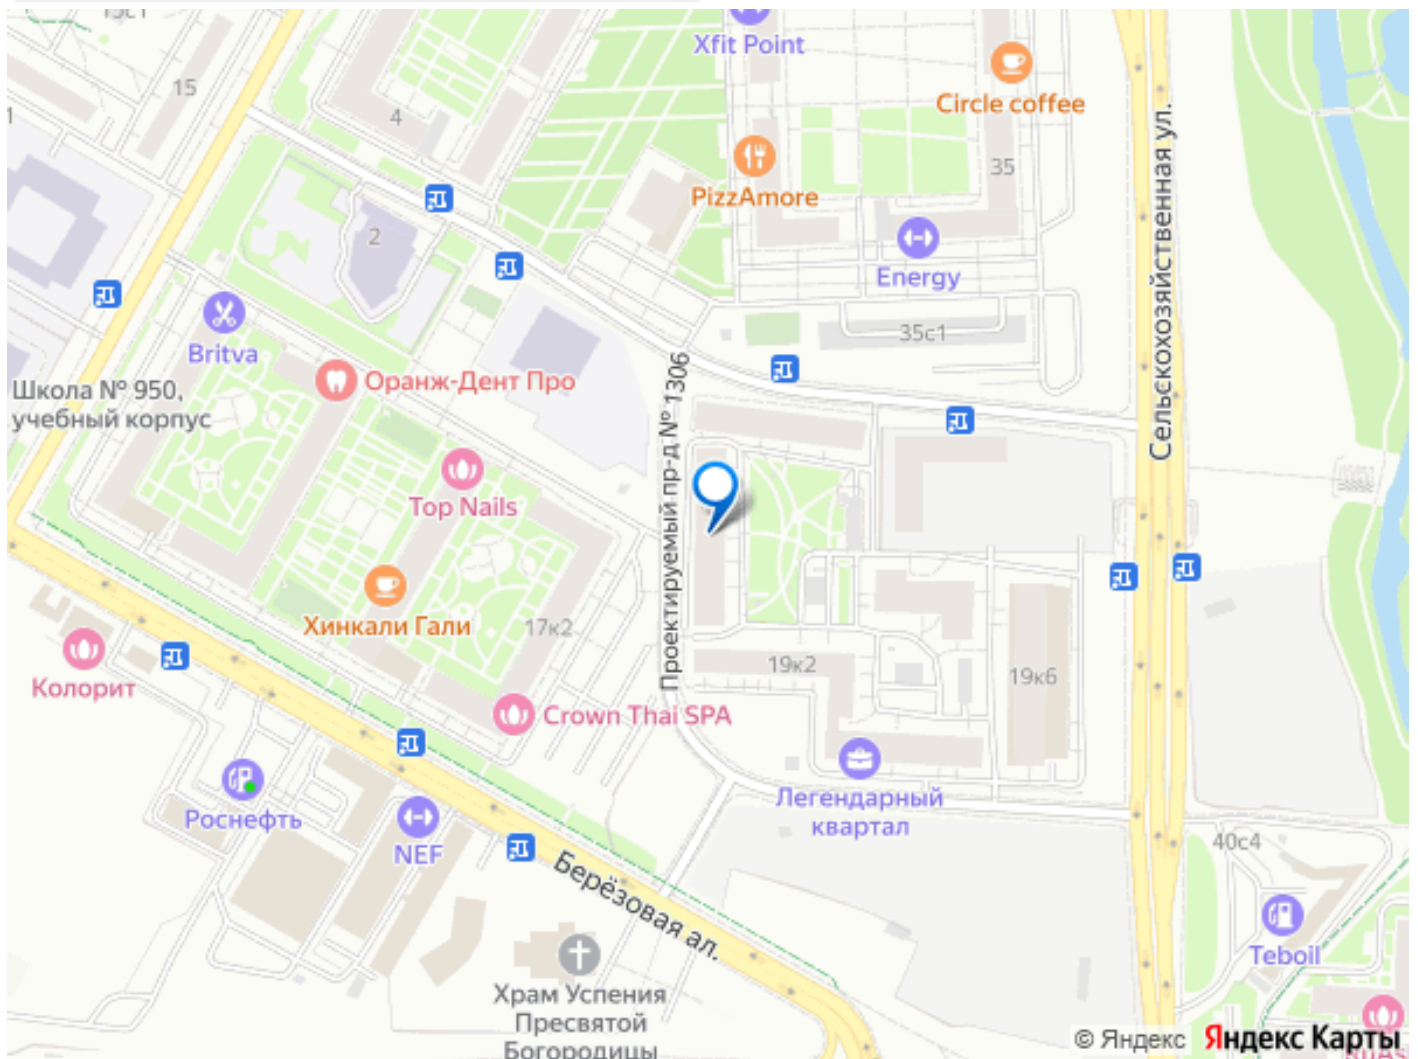 15с1
Xfit Point
15
Circle coffee
4
1
35
PizzAmore
2
Energy
Сельскохозяйственная ул.
35с1
Britva
Оранж-Дент Про
Школа № 950,
учебный корпус
Проектируемый пр-д № 1306
Top Nails
Хинкали Гали
17к2
19к2
19к6
Колорит
Crown Thai SPA
Роснефть
NEF
Легендарный
квартал
40с4
Берёзовая ал.
Teboil
Храм Успения
Пресвятой
Богородицы
© Яндекс Яндекс Карты